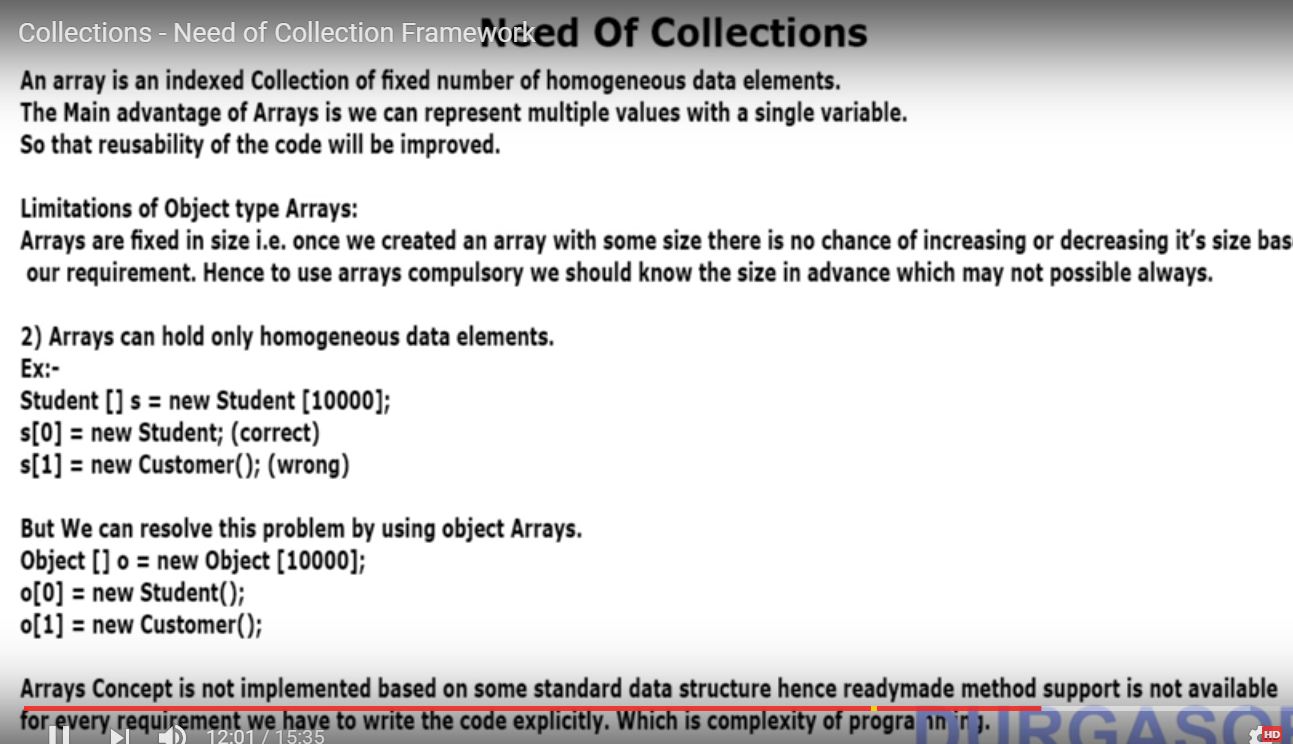 Collections - Need of Collection Framework
Need Of Collections
An array is an indexed Collection of fixed number of homogeneous data elements.
The Main advantage of Arrays is we can represent multiple values with a single variable.
So that reusability of the code will be improved.
Limitations of Object type Arrays:
Arrays are fixed in size i.e. once we created an array with some size there is no chance of increasing or decreasing it's size bas
our requirement. Hence to use arrays compulsory we should know the size in advance which may not possible always.
2) Arrays can hold only homogeneous data elements.
Ex:-
Student [] s = new Student [10000];
s[0] = new Student; (correct)
s[1] = new Customer(); (wrong)
But We can resolve this problem by using object Arrays.
Object [] o = new Object [10000];
o[0] = new Student();
o[1] = new Customer();
Arrays Concept is not implemented based on some standard data structure hence readymade method support is not available
for every requirement we have to write the code explicitly. Which is complexity of programming.
DURGASOF
12:01 / 15:35
HD